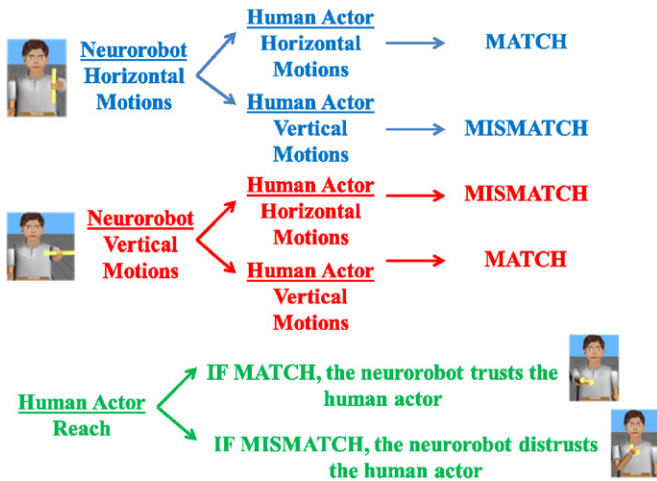 Neurorobot
Horizontal
Motions
Human Actor
Horizontal
Motions
MATCH
Human Actor
Vertical
Motions
MISMATCH
Neurorobot
Vertical
Motions
Human Actor
Horizontal
Motions
MISMATCH
Human Actor
Vertical
Motions
MATCH
Human Actor
Reach
IF MATCH, the neurorobot trusts the
human actor
IF MISMATCH, the neurorobot distrusts
the human actor